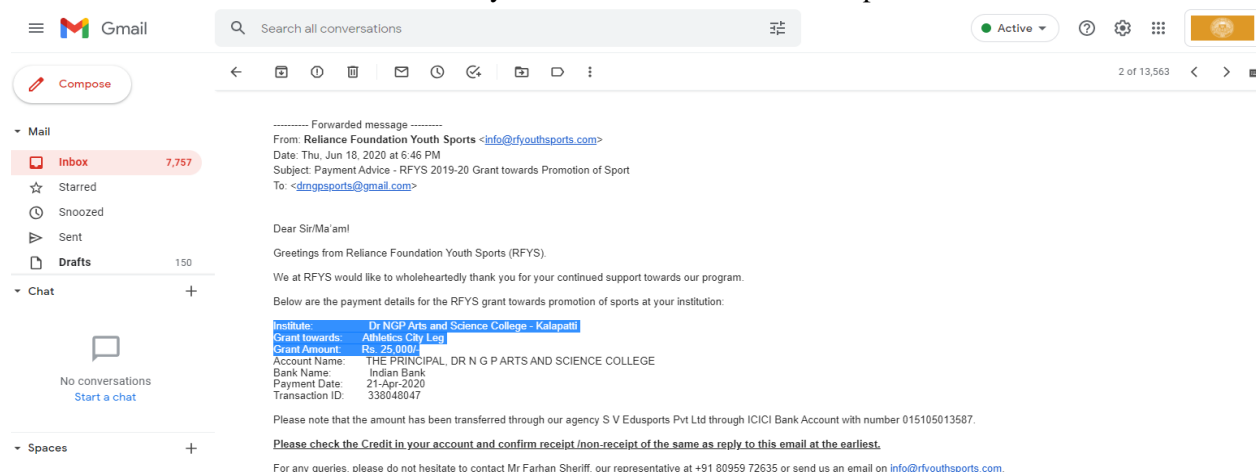 Gmail
Search all conversations
Active
Compose
2 of 13,563
Mail
Inbox 7,757
Starred
Snoozed
Sent
Drafts 150
Chat
No conversations
Start a chat
Spaces
---------- Forwarded message ---------
From: Reliance Foundation Youth Sports <info@rfyouthsports.com>
Date: Thu, Jun 18, 2020 at 6:46 PM
Subject: Payment Advice - RFYS 2019-20 Grant towards Promotion of Sport
To: <drngpsports@gmail.com>
Dear Sir/Ma'am!
Greetings from Reliance Foundation Youth Sports (RFYS).
We at RFYS would like to wholeheartedly thank you for your continued support towards our program.
Below are the payment details for the RFYS grant towards promotion of sports at your institution:
Institute: Dr NGP Arts and Science College - Kalapatti
Grant towards: Athletics City Leg
Grant Amount: Rs. 25,000/-
Account Name: THE PRINCIPAL, DR N G P ARTS AND SCIENCE COLLEGE
Bank Name: Indian Bank
Payment Date: 21-Apr-2020
Transaction ID: 338048047
Please note that the amount has been transferred through our agency S V Edusports Pvt Ltd through ICICI Bank Account with number 015105013587.
Please check the Credit in your account and confirm receipt /non-receipt of the same as reply to this email at the earliest.
For any queries, please do not hesitate to contact Mr Farhan Sheriff, our representative at +91 80959 72635 or send us an email on info@rfyouthsports.com.